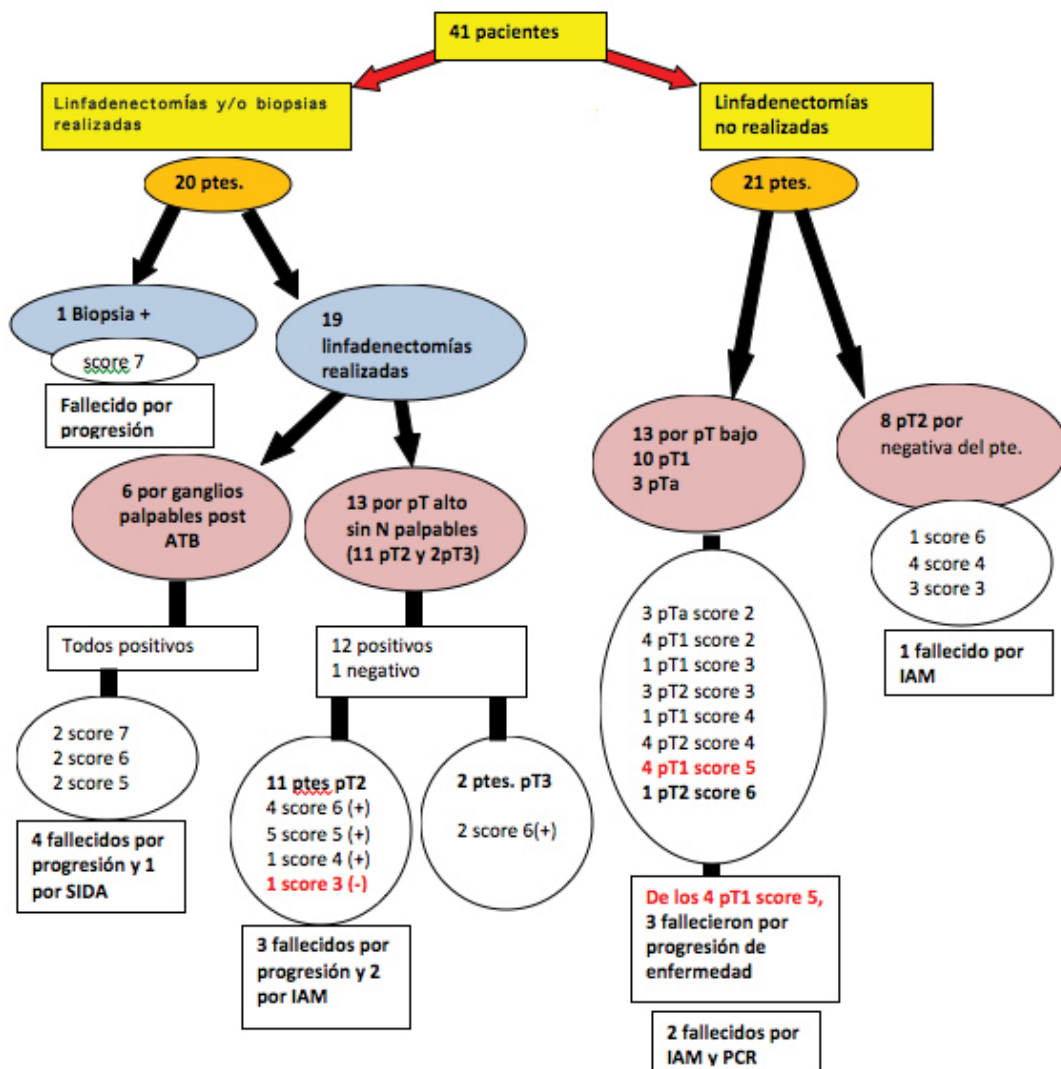 41 pacientes
Linfadenectomías y/o biopsias
realizadas
Linfadenectomías
no realizadas
20 ptes.
21 ptes.
1 Biopsia +
score 7
Fallecido por
progresión
19
linfadenectomías
realizadas
13 por pT bajo
10 pT1
3 pTa
8 pT2 por
negativa del pte.
6 por ganglios
palpables post
ATB
13 por pT alto
sin N palpables
(11 pT2 y 2pT3)
1 score 6
4 score 4
3 score 3
1 fallecido por
IAM
Todos positivos
12 positivos
1 negativo
3 pTa score 2
4 pT1 score 2
1 pT1 score 3
3 pT2 score 3
1 pT1 score 4
4 pT2 score 4
4 pT1 score 5
1 pT2 score 6
2 score 7
2 score 6
2 score 5
4 fallecidos por
progresión y 1
por SIDA
11 ptes pT2
4 score 6 (+)
5 score 5 (+)
1 score 4 (+)
1 score 3 (-)
2 ptes. pT3
2 score 6(+)
3 fallecidos por
progresión y 2
por IAM
De los 4 pT1 score 5,
3 fallecieron por
progresión de
enfermedad
2 fallecidos por
IAM y PCR